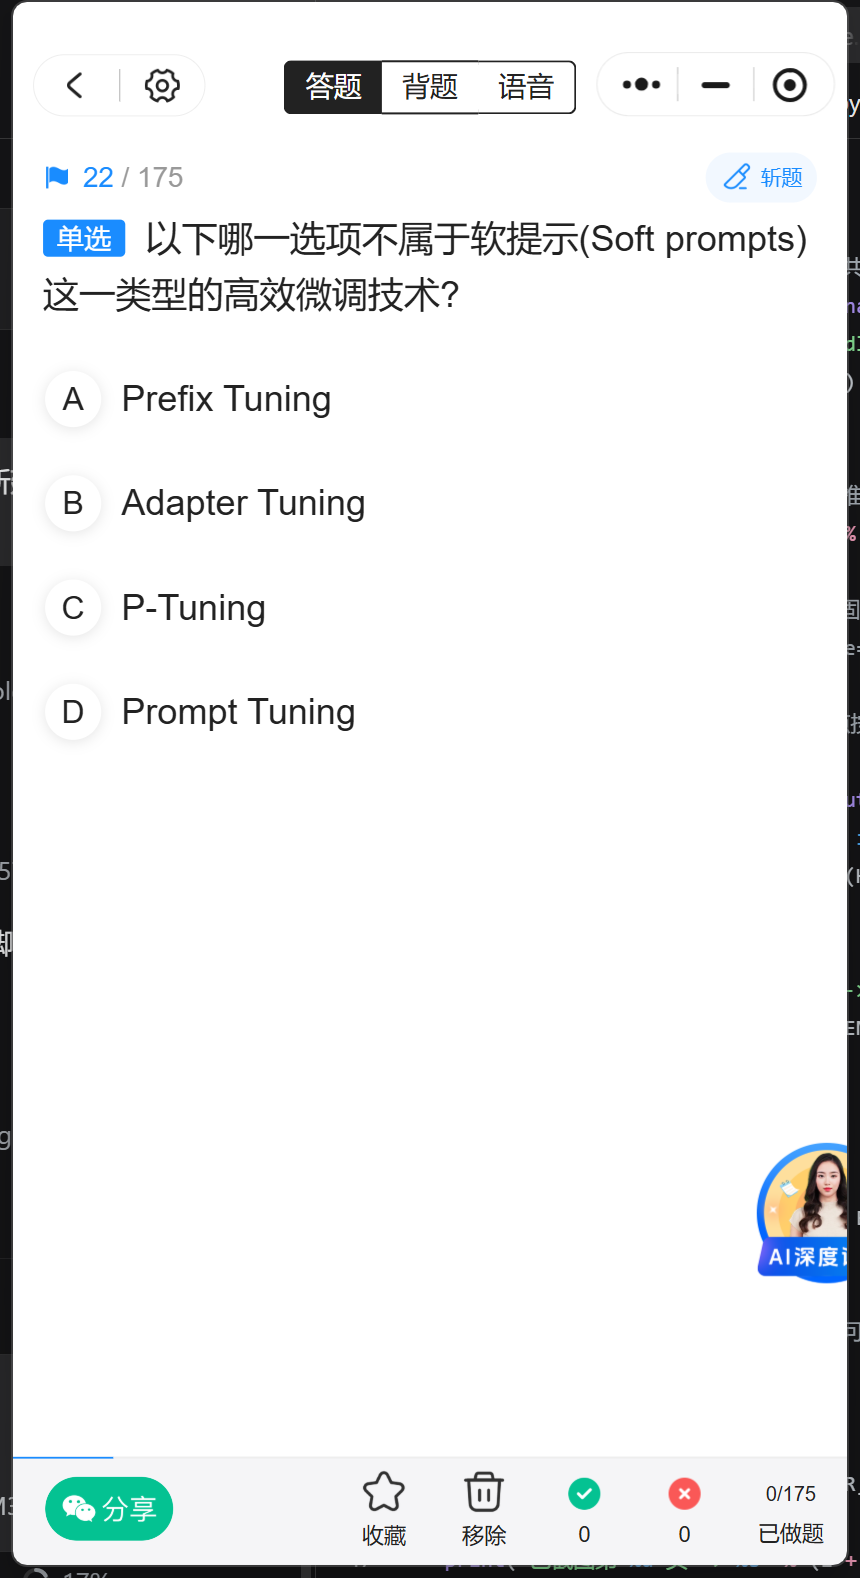 答题 背题 语音
22 / 175 斩题
单选 以下哪一选项不属于软提示(Soft prompts)
这一类型的高效微调技术?
A Prefix Tuning
B Adapter Tuning
C P-Tuning
D Prompt Tuning
AI深度
分享
收藏
移除
0
0
0/175
已做题
17%